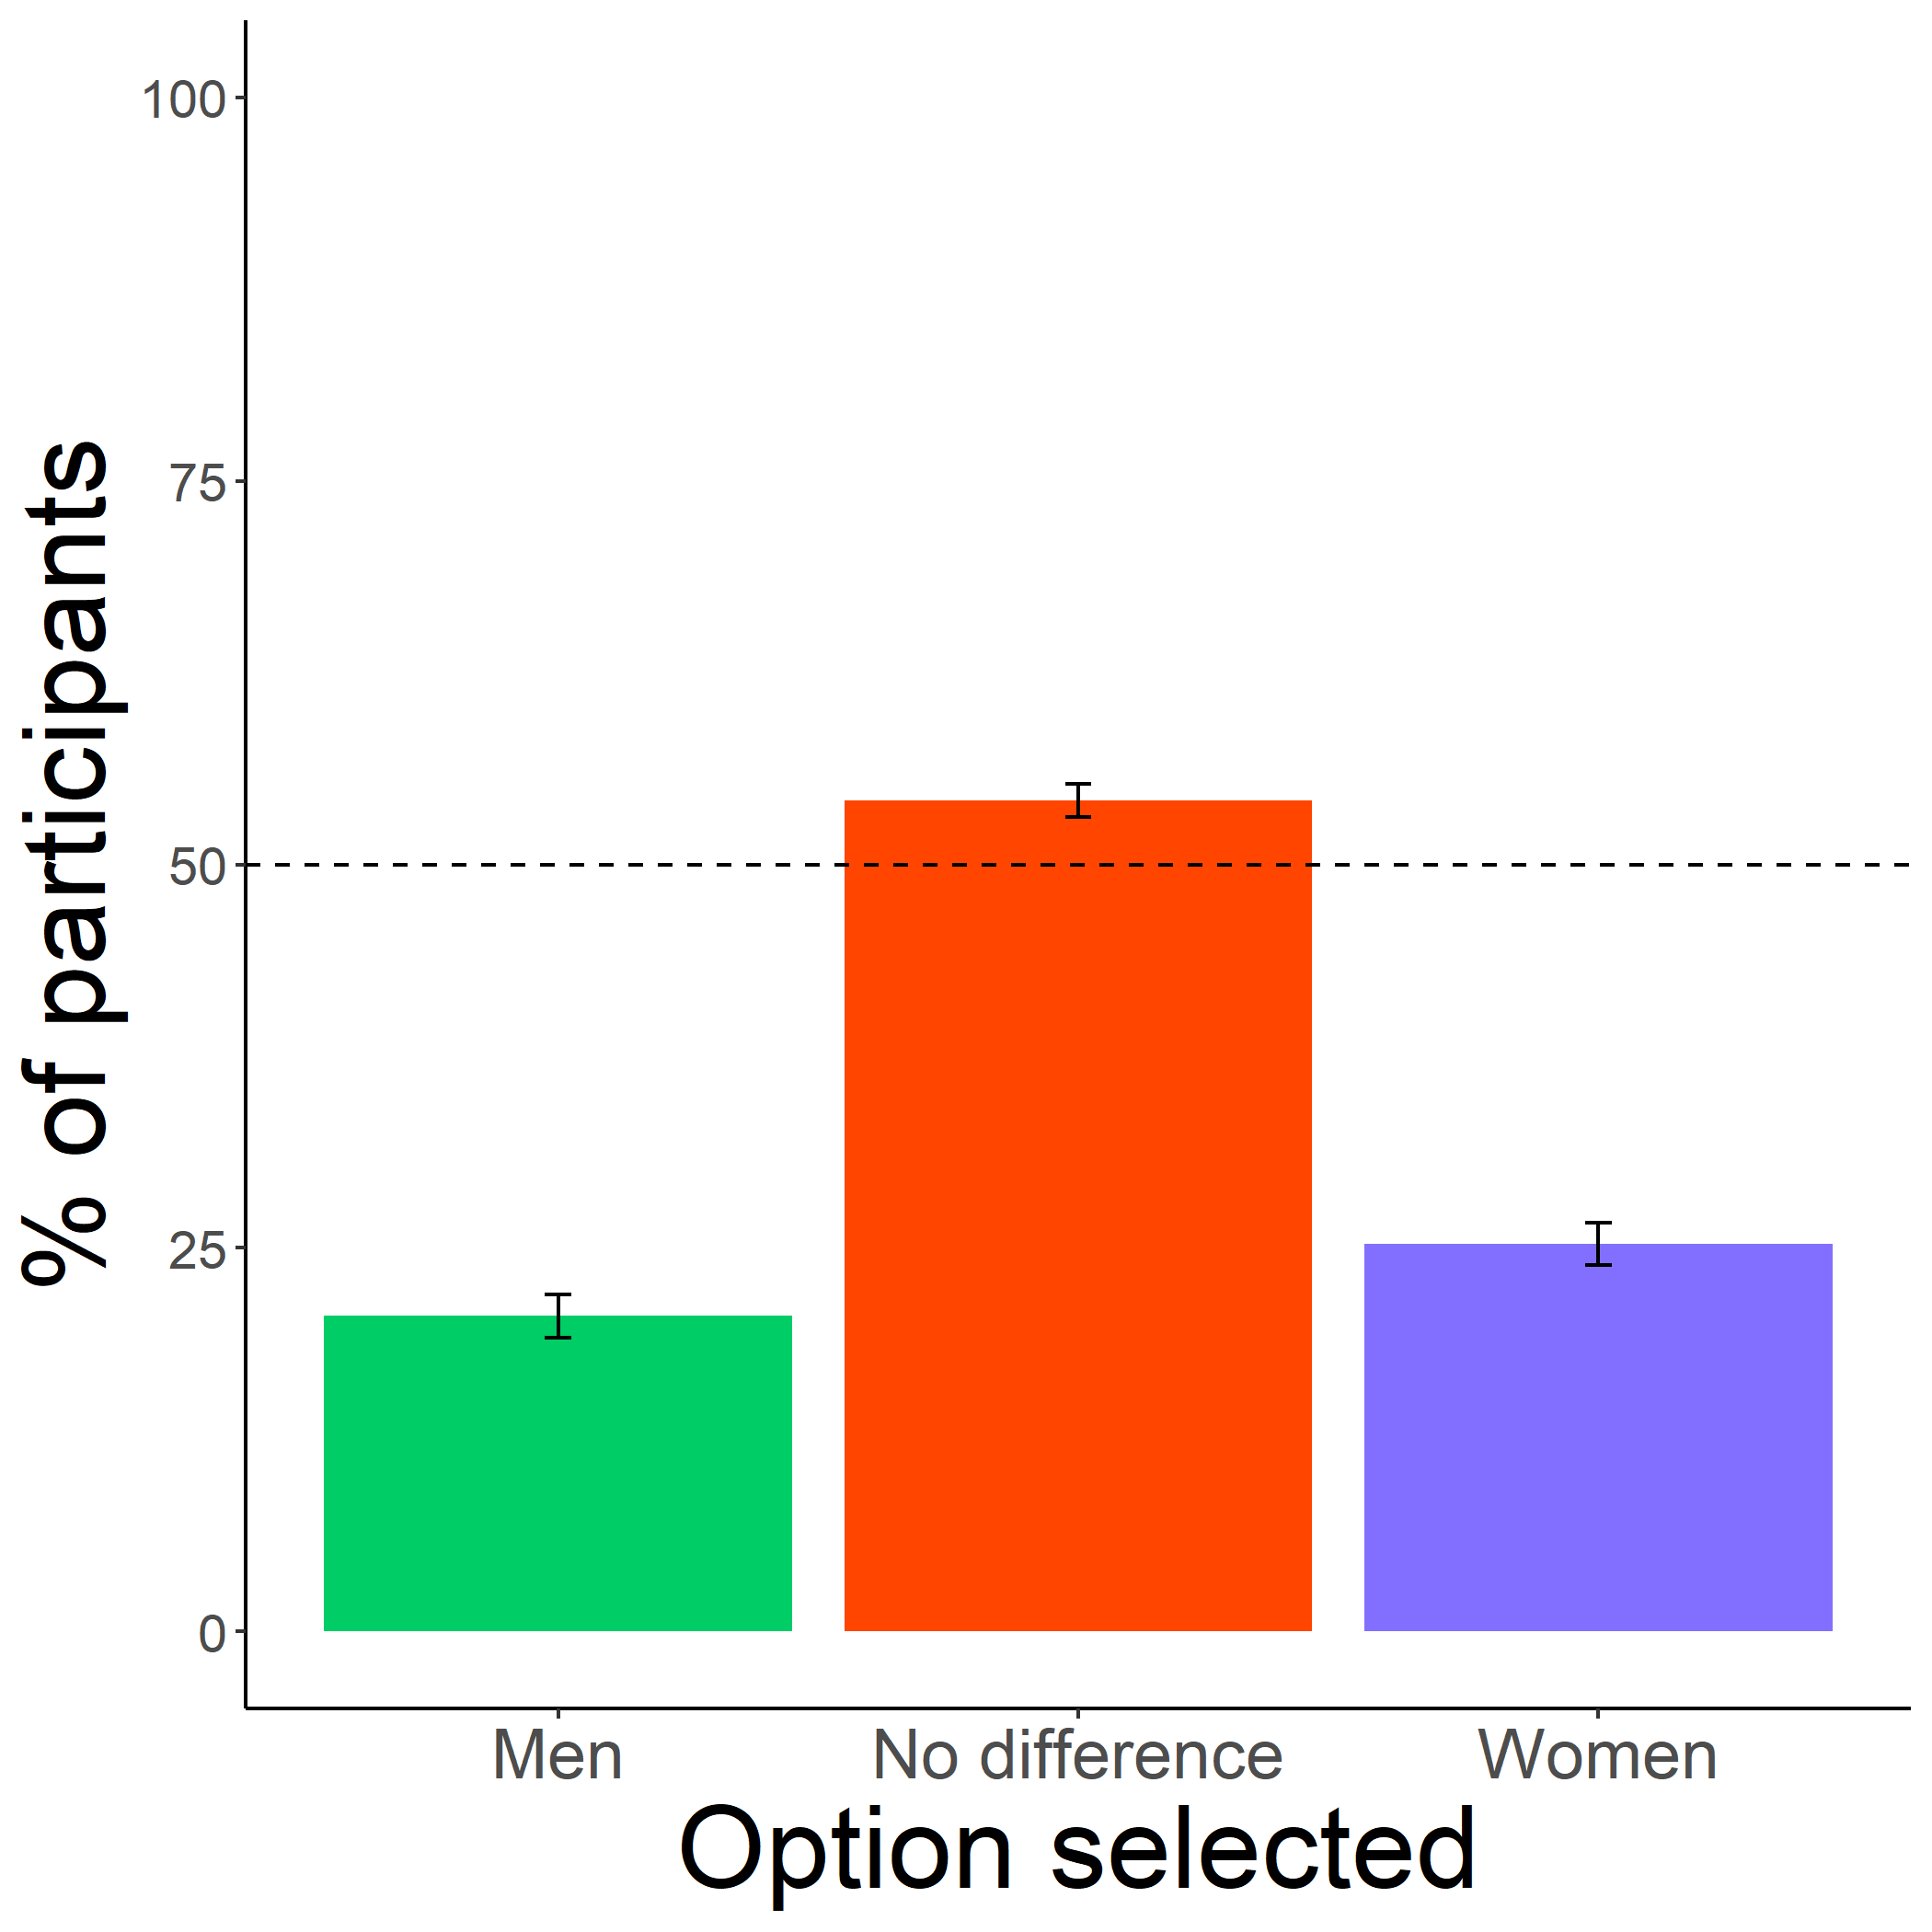 % of participants
100
75
50
25
0
Men
No difference
Women
Option selected